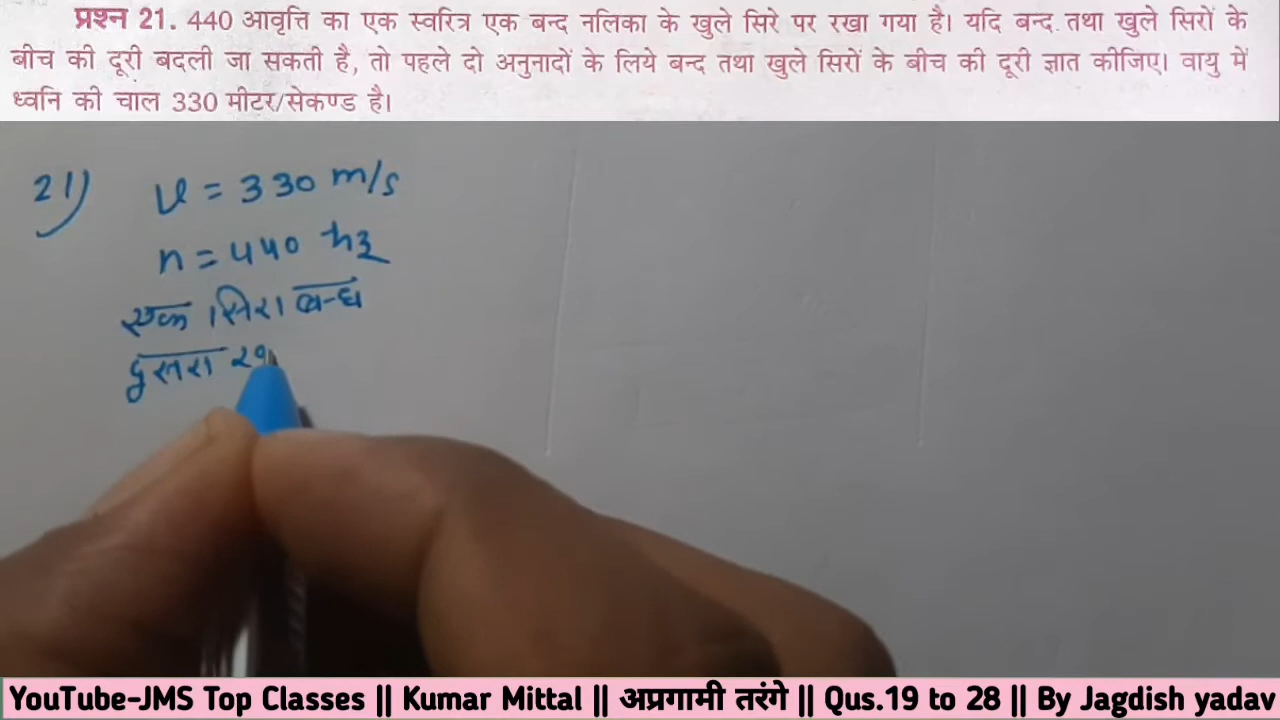 प्रश्न 21. 440 आवृत्ति का एक स्वरित्र एक बन्द नलिका के खुले सिरे पर रखा गया है। यदि बन्द तथा खुले सिरों के
बीच की दूरी बदली जा सकती है, तो पहले दो अनुनादों के लिये बन्द तथा खुले सिरों के बीच की दूरी ज्ञात कीजिए। वायु में
ध्वनि की चाल 330 मीटर/सेकण्ड है।
21) v = 330 m/s
n = 440 hz
एक सिरा बन्ध
दुसरा
YouTube-JMS Top Classes || Kumar Mittal || अप्रगामी तरंगे || Qus.19 to 28 || By Jagdish yadav